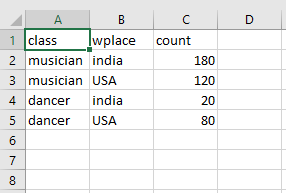 A B C D
1 class wplace count
2 musician india 180
3 musician USA 120
4 dancer india 20
5 dancer USA 80
6
7
8